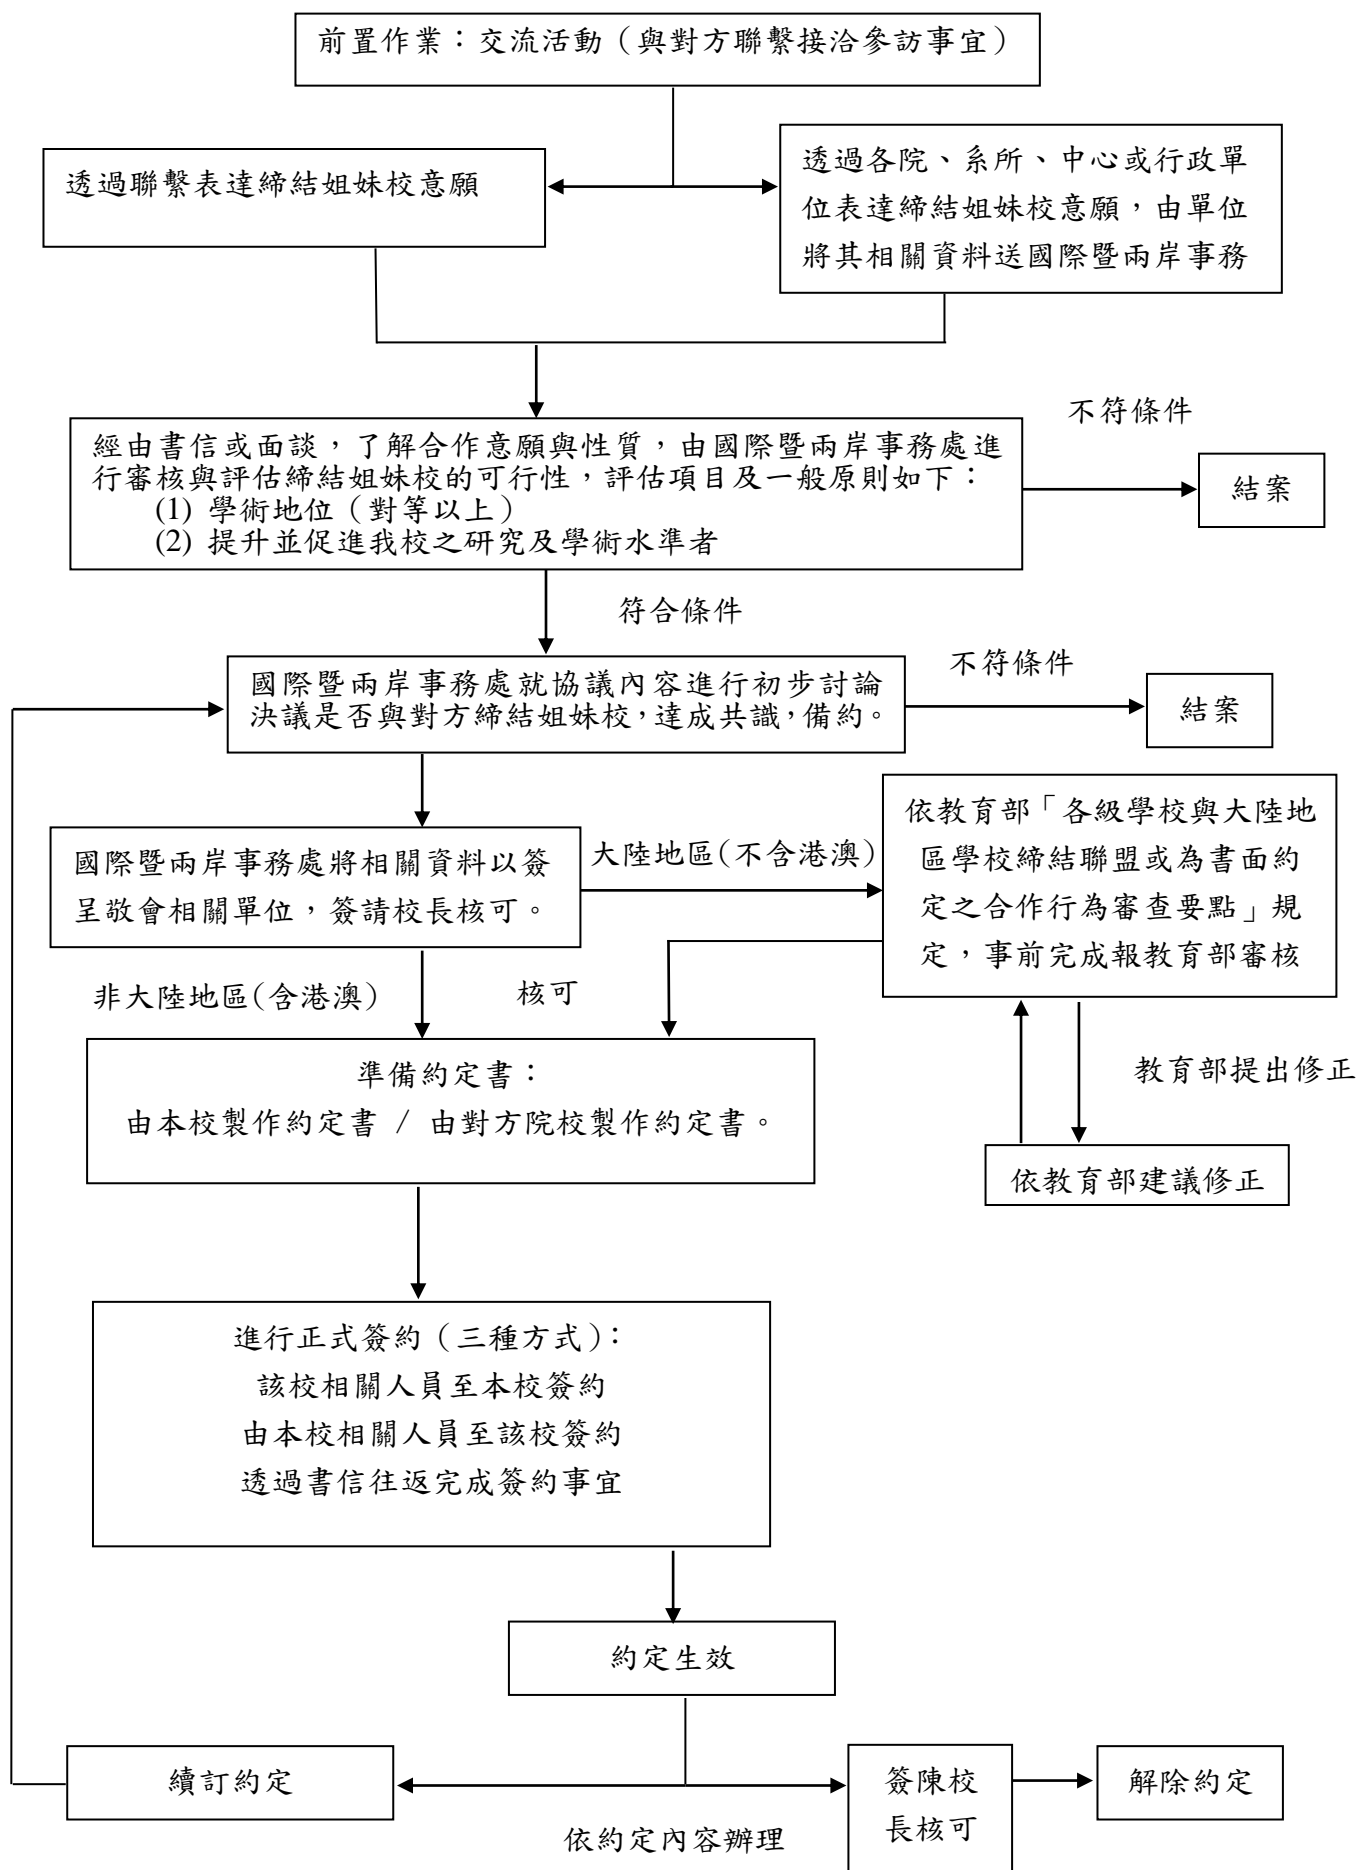 前置作業：交流活動（與對方聯繫接洽參訪事宜）
透過聯繫表達締結姐妹校意願
透過各院、系所、中心或行政單
位表達締結姐妹校意願，由單位
將其相關資料送國際暨兩岸事務
經由書信或面談，了解合作意願與性質，由國際暨兩岸事務處進
行審核與評估締結姐妹校的可行性，評估項目及一般原則如下：
(1) 學術地位（對等以上）
(2) 提升並促進我校之研究及學術水準者
不符條件
結案
符合條件
國際暨兩岸事務處就協議內容進行初步討論
決議是否與對方締結姐妹校，達成共識，備約。
不符條件
結案
國際暨兩岸事務處將相關資料以簽
呈敬會相關單位，簽請校長核可。
大陸地區(不含港澳)
依教育部「各級學校與大陸地
區學校締結聯盟或為書面約
定之合作行為審查要點」規
定，事前完成報教育部審核
非大陸地區(含港澳)
核可
教育部提出修正
依教育部建議修正
準備約定書：
由本校製作約定書 / 由對方院校製作約定書。
進行正式簽約（三種方式）：
該校相關人員至本校簽約
由本校相關人員至該校簽約
透過書信往返完成簽約事宜
約定生效
續訂約定
依約定內容辦理
簽陳校
長核可
解除約定